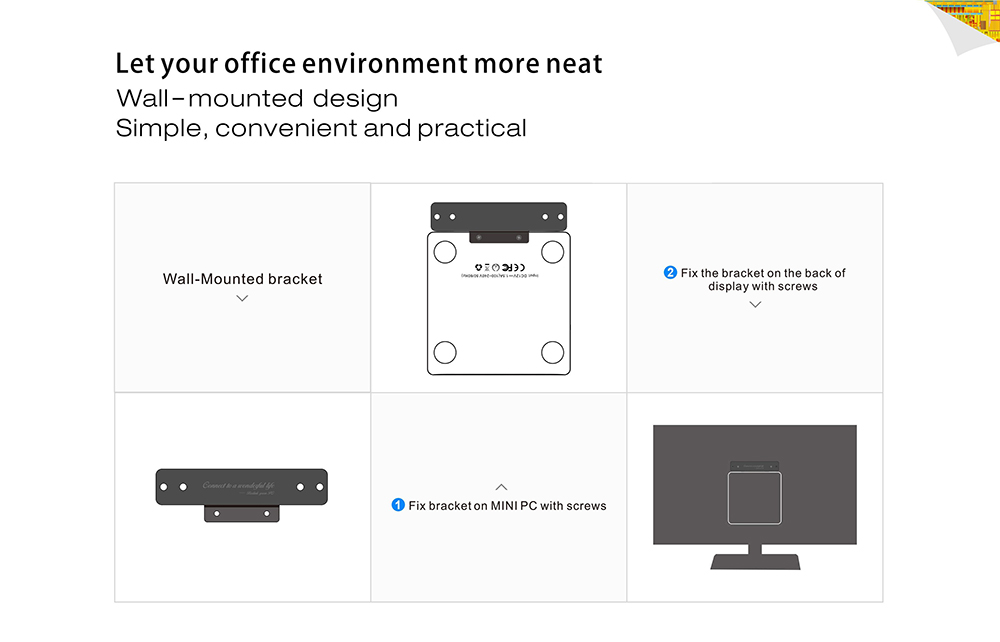 Let your office environment more neat
Wall-mounted design
Simple, convenient and practical
Wall-Mounted bracket
2 Fix the bracket on the back of
display with screws
Connect to a wonderful life
1 Fix bracket on MINI PC with screws